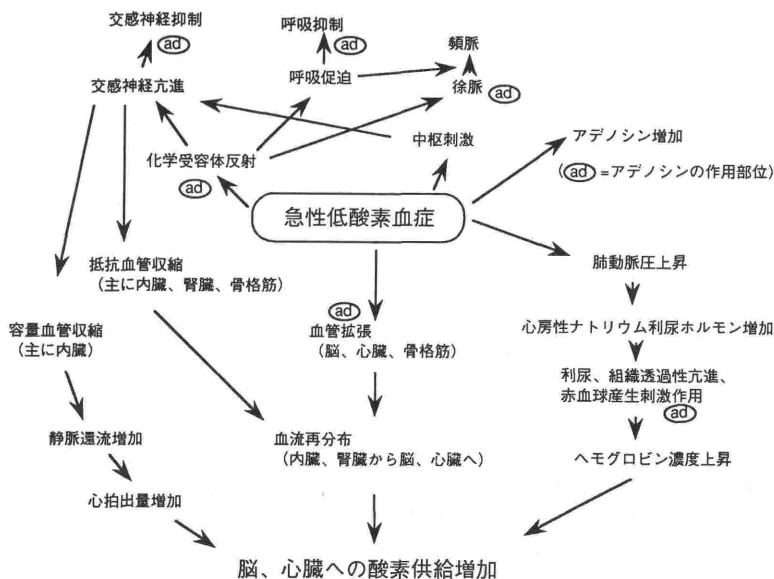 交感神経抑制
ad
呼吸抑制
ad
頻脈
交感神経亢進
呼吸促迫
徐脈
ad
中枢刺激
化学受容体反射
ad
アデノシン増加
(ad=アデノシンの作用部位)
急性低酸素血症
抵抗血管収縮
(主に内臓、腎臓、骨格筋)
肺動脈圧上昇
ad
容量血管収縮
(主に内臓)
血管拡張
(脳、心臓、骨格筋)
心房性ナトリウム利尿ホルモン増加
利尿、組織透過性亢進、
赤血球産生刺激作用
ad
静脈還流増加
血流再分布
(内臓、腎臓から脳、心臓へ)
ヘモグロビン濃度上昇
心拍出量増加
脳、心臓への酸素供給増加